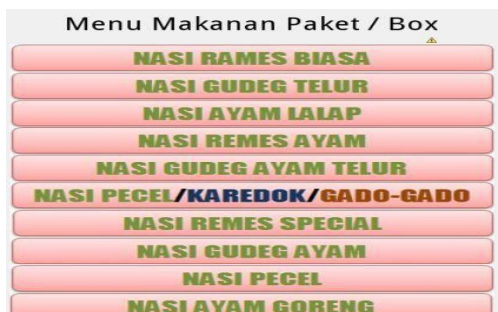 Menu Makanan Paket / Box
NASI RAMES BIASA
NASI GUDEG TELUR
NASI AYAM LALAP
NASI REMES AYAM
NASI GUDEG AYAM TELUR
NASI PECEL/KAREDOK/GADO-GADO
NASI REMES SPECIAL
NASI GUDEG AYAM
NASI PECEL
NASI AYAM GORENG